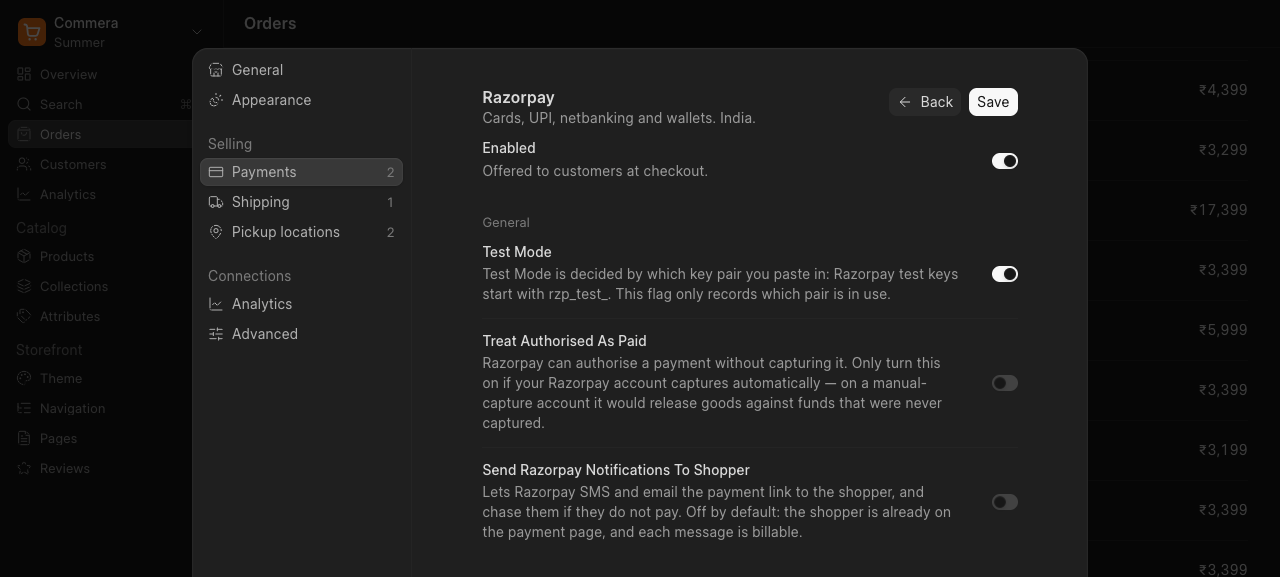 Commera
Summer
Orders
Overview
Search
Orders
Customers
Analytics
Catalog
Products
Collections
Attributes
Storefront
Theme
Navigation
Pages
Reviews
General
Appearance
Selling
Payments 2
Shipping 1
Pickup locations 2
Connections
Analytics
Advanced
Razorpay
Cards, UPI, netbanking and wallets. India.
Back
Save
Enabled
Offered to customers at checkout.
General
Test Mode
Test Mode is decided by which key pair you paste in: Razorpay test keys
start with rzp_test_. This flag only records which pair is in use.
Treat Authorised As Paid
Razorpay can authorise a payment without capturing it. Only turn this
on if your Razorpay account captures automatically — on a manual-
capture account it would release goods against funds that were never
captured.
Send Razorpay Notifications To Shopper
Lets Razorpay SMS and email the payment link to the shopper, and
chase them if they do not pay. Off by default: the shopper is already on
the payment page, and each message is billable.
₹4,399
₹3,299
₹17,399
₹3,399
₹5,999
₹3,399
₹3,199
₹3,399
₹3,399